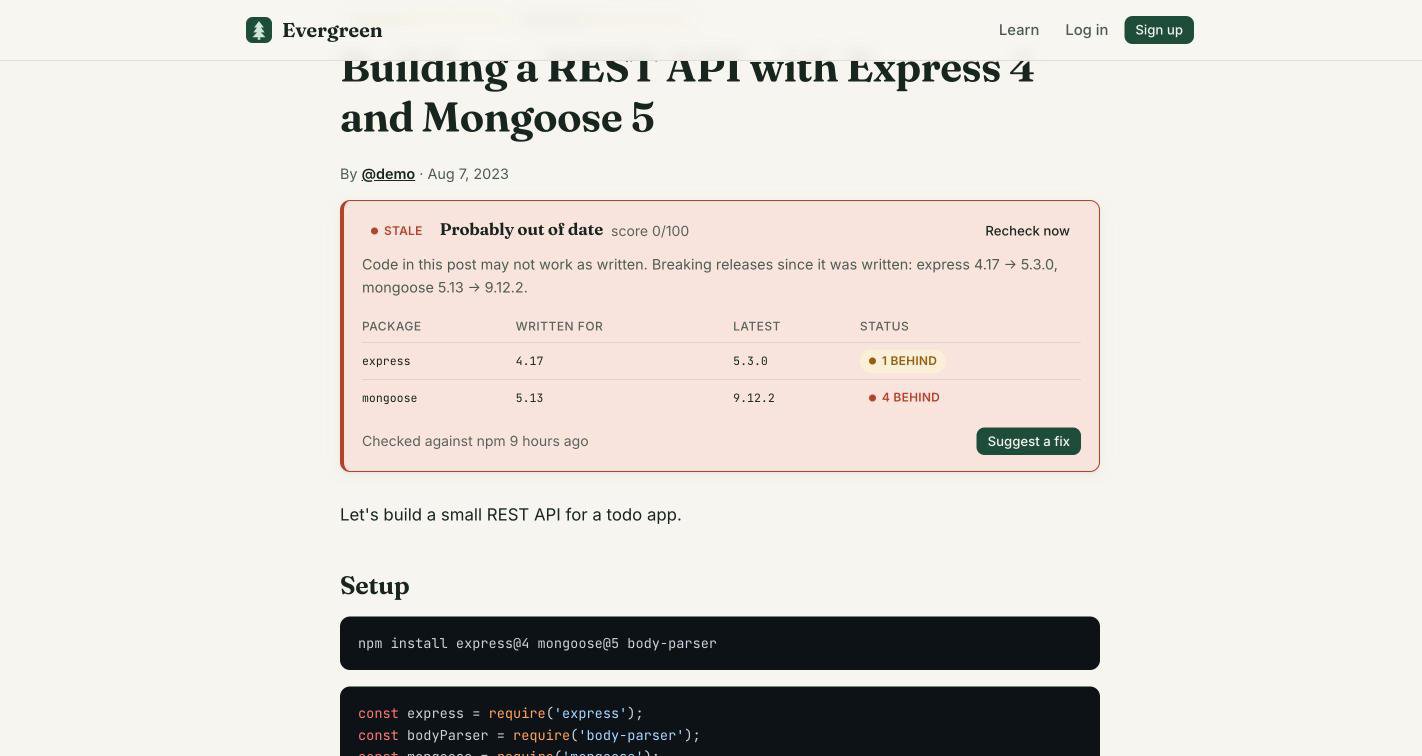 Evergreen
Learn Log in Sign up
Building a REST API with Express 4
and Mongoose 5
By @demo · Aug 7, 2023
STALE Probably out of date score 0/100 Recheck now
Code in this post may not work as written. Breaking releases since it was written: express 4.17 → 5.3.0,
mongoose 5.13 → 9.12.2.
PACKAGE WRITTEN FOR LATEST STATUS
express 4.17 5.3.0 1 BEHIND
mongoose 5.13 9.12.2 4 BEHIND
Checked against npm 9 hours ago Suggest a fix
Let's build a small REST API for a todo app.
Setup
npm install express@4 mongoose@5 body-parser
const express = require('express');
const bodyParser = require('body-parser');
const mongoose = require('mongoose');